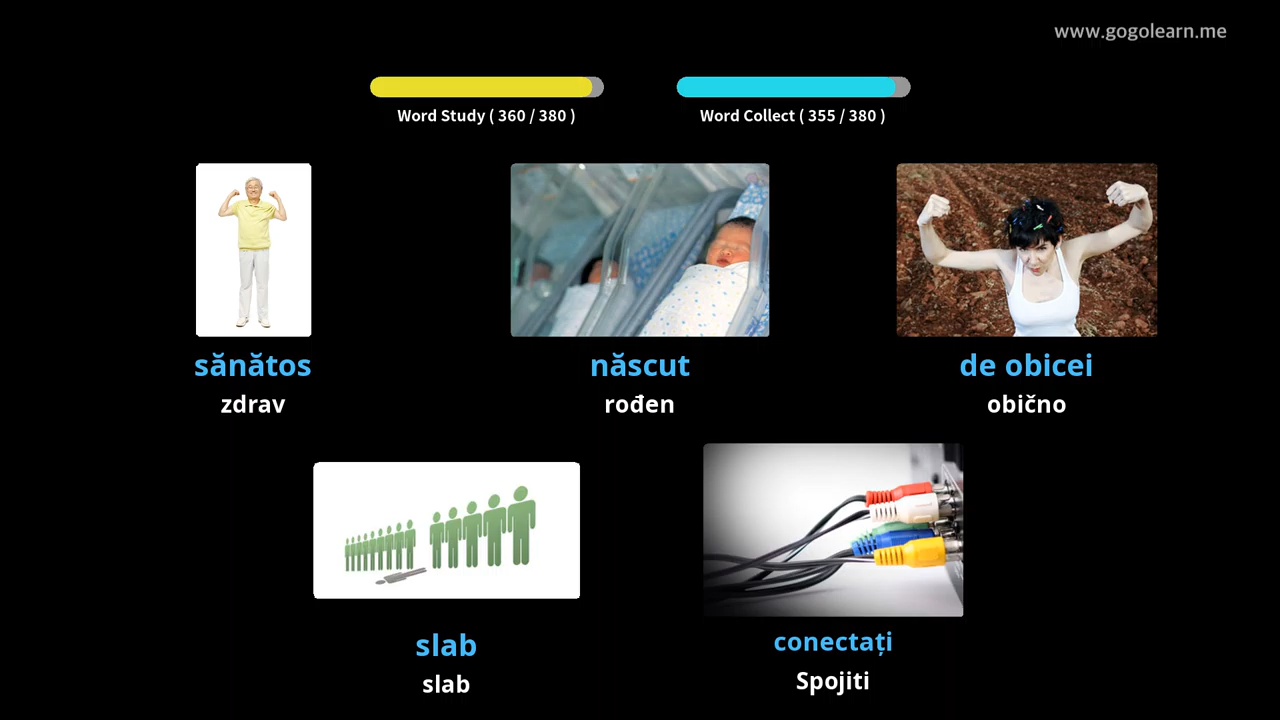 www.gogolearn.me
Word Study ( 360 / 380 )
Word Collect ( 355 / 380 )
sănătos
zdrav
născut
rođen
de obicei
obično
slab
slab
conectați
Spojiti